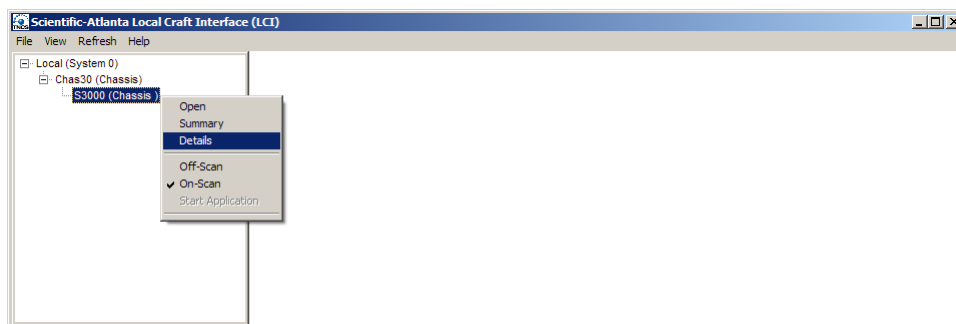 Scientific-Atlanta Local Craft Interface (LCI)
File View Refresh Help
Local (System 0)
Chas30 (Chassis)
S3000 (Chassis )
Open
Summary
Details
Off-Scan
On-Scan
Start Application